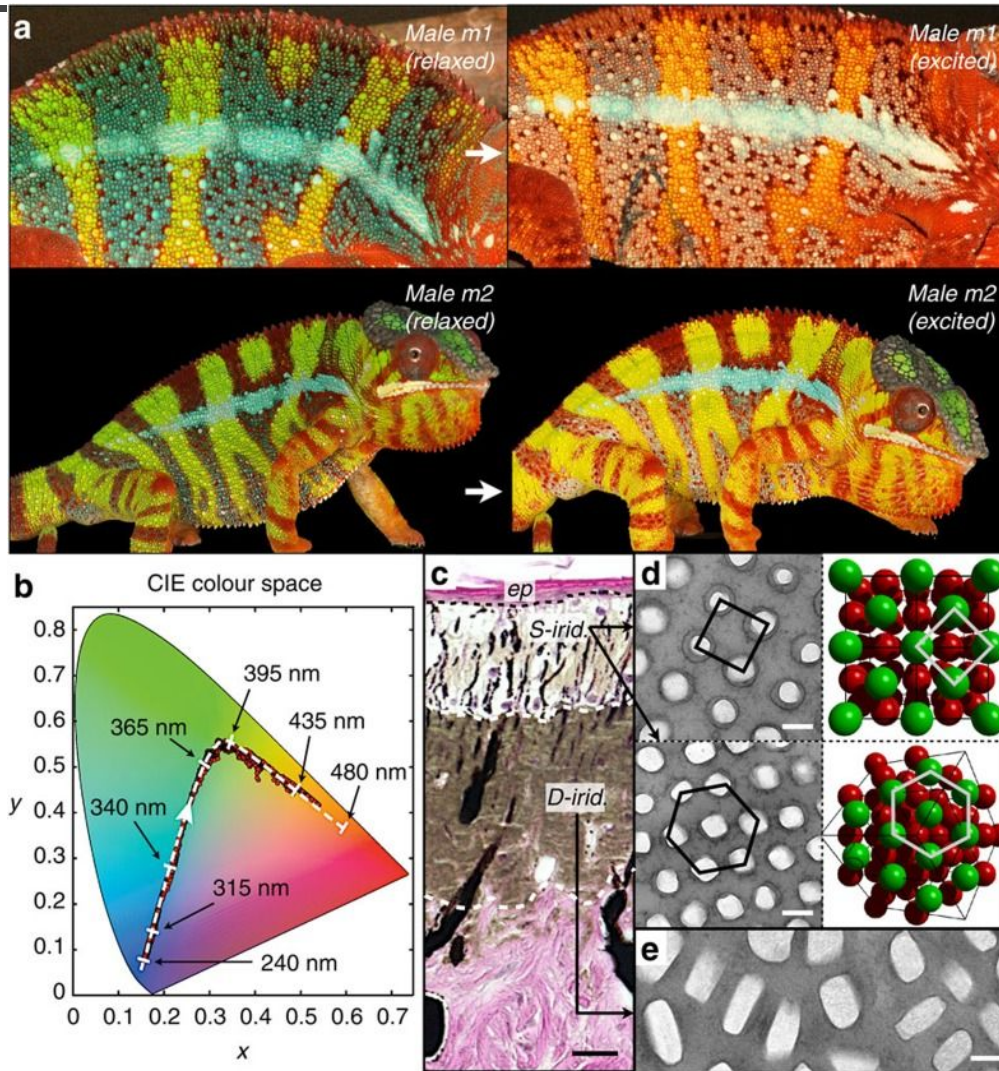 a
Male m1
(relaxed)
Male m1
(excited)
Male m2
(relaxed)
Male m2
(excited)
b
CIE colour space
0.8
0.7
0.6
0.5
0.4
0.3
0.2
0.1
0
y
395 nm
365 nm
435 nm
480 nm
340 nm
315 nm
240 nm
0 0.1 0.2 0.3 0.4 0.5 0.6 0.7
x
c
ep
S-irid.
D-irid.
d
e